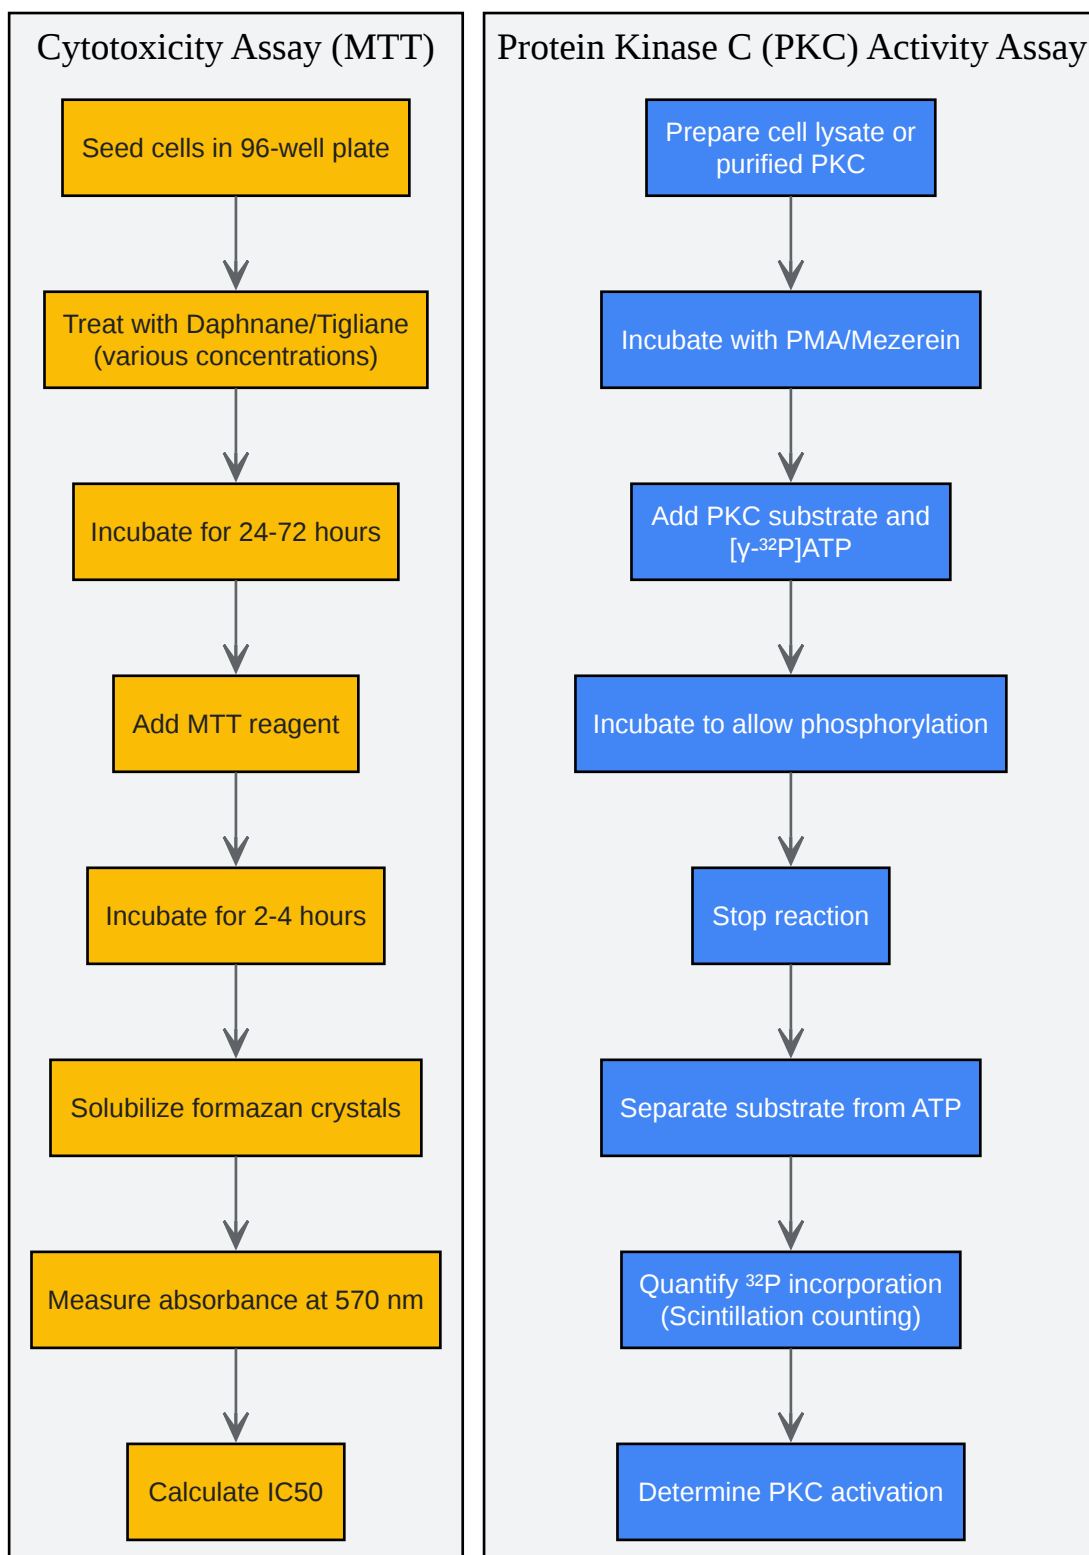 Cytotoxicity Assay (MTT)
Seed cells in 96-well plate
Treat with Daphnane/Tigliane
(various concentrations)
Incubate for 24-72 hours
Add MTT reagent
Incubate for 2-4 hours
Solubilize formazan crystals
Measure absorbance at 570 nm
Calculate IC50
Protein Kinase C (PKC) Activity Assay
Prepare cell lysate or
purified PKC
Incubate with PMA/Mezerein
Add PKC substrate and
[γ-³²P]ATP
Incubate to allow phosphorylation
Stop reaction
Separate substrate from ATP
Quantify ³²P incorporation
(Scintillation counting)
Determine PKC activation